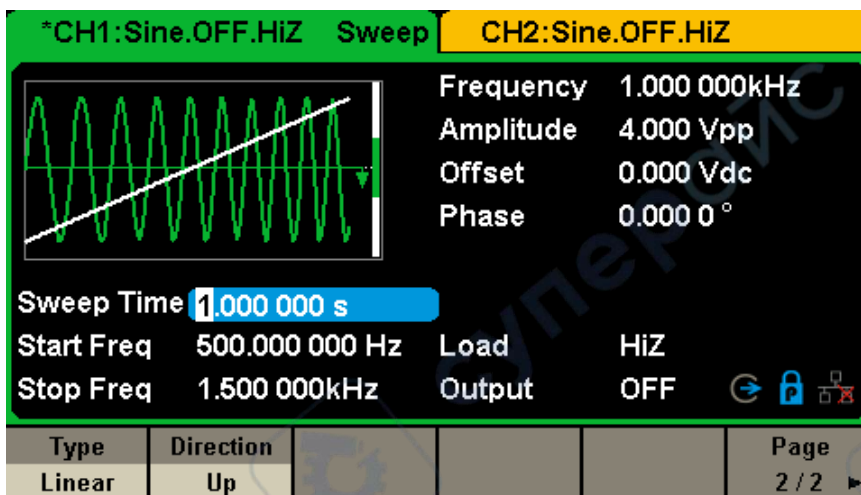 *CH1:Sine.OFF.HiZ Sweep CH2:Sine.OFF.HiZ
Frequency 1.000 000kHz
Amplitude 4.000 Vpp
Offset 0.000 Vdc
Phase 0.000 0 °
Sweep Time 1.000 000 s
Start Freq 500.000 000 Hz Load HiZ
Stop Freq 1.500 000kHz Output OFF
Type Direction Page
Linear Up 2 / 2
суперайс